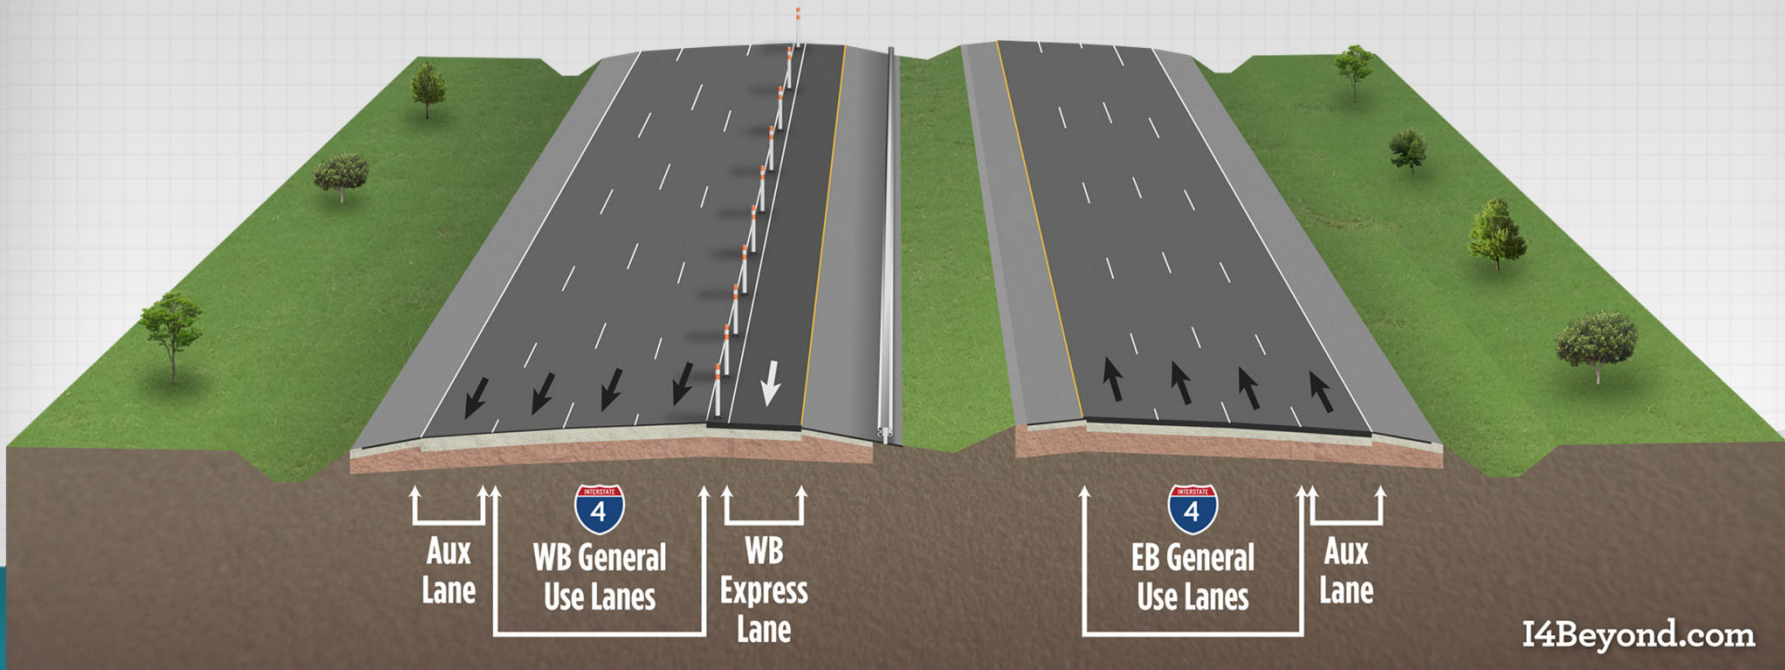 Aux
Lane
INTERSTATE
4
WB General
Use Lanes
WB
Express
Lane
INTERSTATE
4
EB General
Use Lanes
Aux
Lane
I4Beyond.com